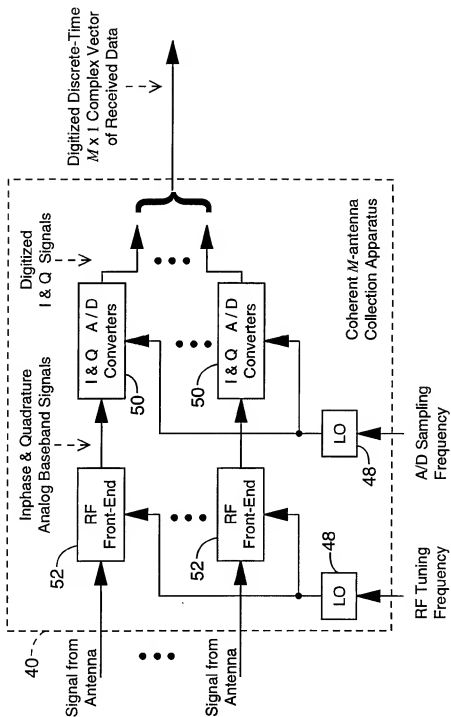 40
Signal from
Antenna
Signal from
Antenna
52
RF
Front-End
52
RF
Front-End
Inphase & Quadrature
Analog Baseband Signals
I & Q A / D
Converters
50
I & Q A / D
Converters
50
Digitized
I & Q Signals
Digitized Discrete-Time
M x 1 Complex Vector
of Received Data
LO
48
LO
48
RF Tuning
Frequency
A/D Sampling
Frequency
Coherent M-antenna
Collection Apparatus